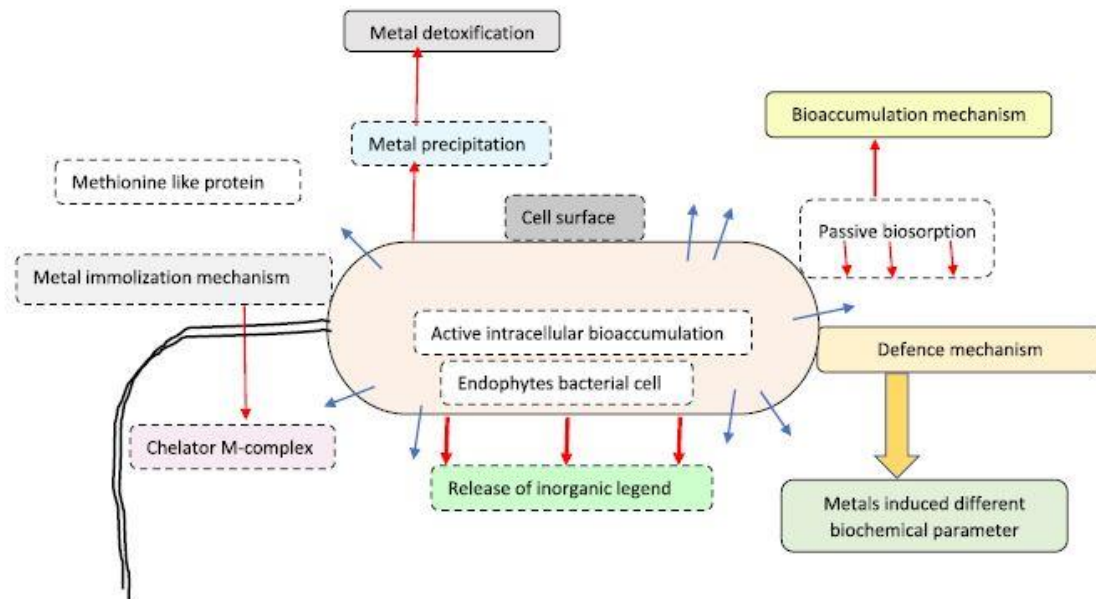 Metal detoxification
Bioaccumulation mechanism
Metal precipitation
Methionine like protein
Cell surface
Passive biosorption
Metal immolization mechanism
Active intracellular bioaccumulation
Defence mechanism
Endophytes bacterial cell
Chelator M-complex
Release of inorganic legend
Metals induced different
biochemical parameter